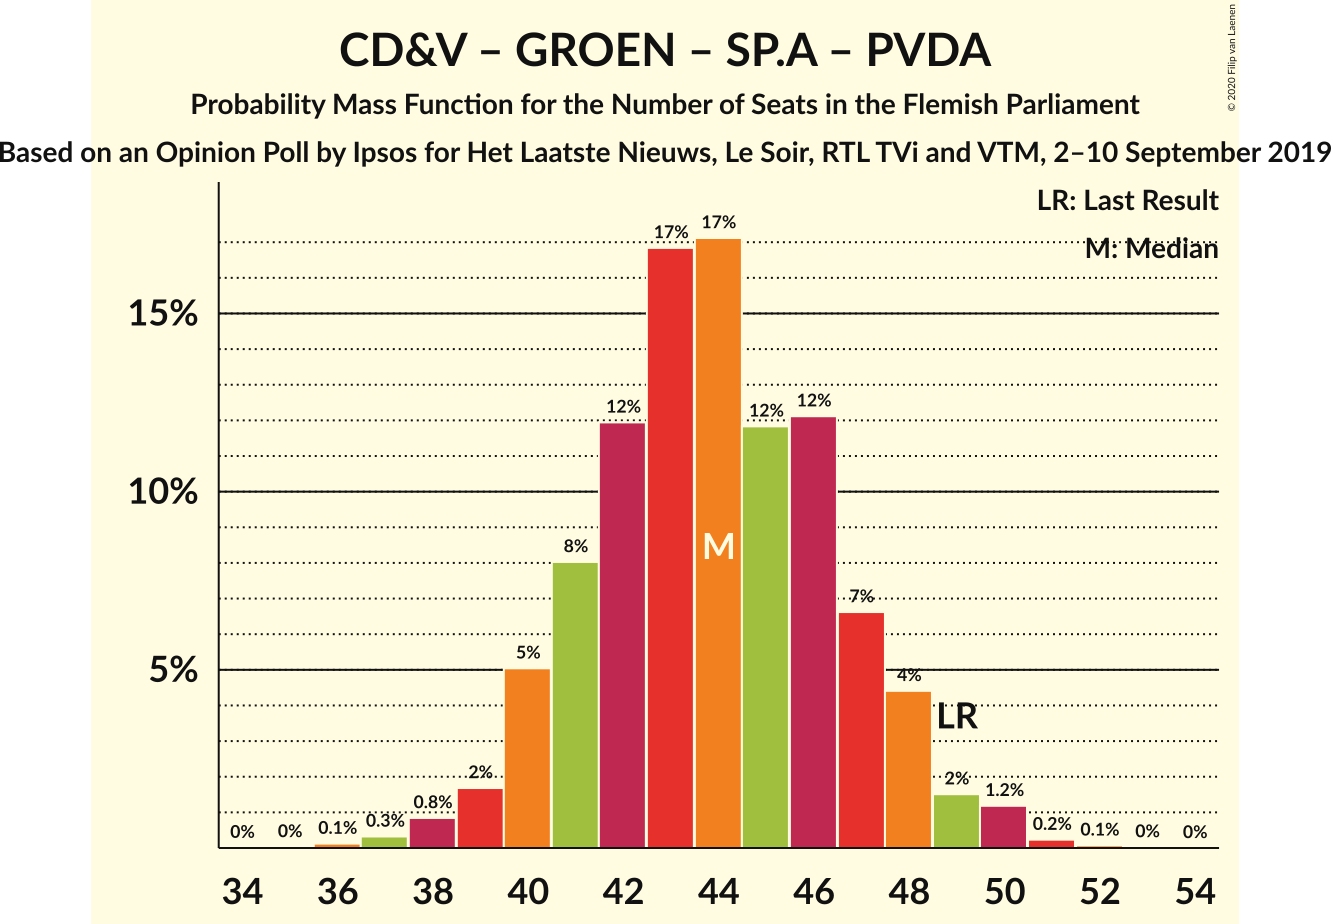 CD&V – GROEN – SP.A – PVDA
© 2020 Filip van Laenen
Probability Mass Function for the Number of Seats in the Flemish Parliament
Based on an Opinion Poll by Ipsos for Het Laatste Nieuws, Le Soir, RTL TVi and VTM, 2–10 September 2019
LR: Last Result
M: Median
15%
10%
5%
0% 0% 0.1% 0.3% 0.8% 2% 5% 8% 12% 17% 17% 12% 12% 7% 4% 2% 1.2% 0.2% 0.1% 0% 0%
M
LR
34 36 38 40 42 44 46 48 50 52 54